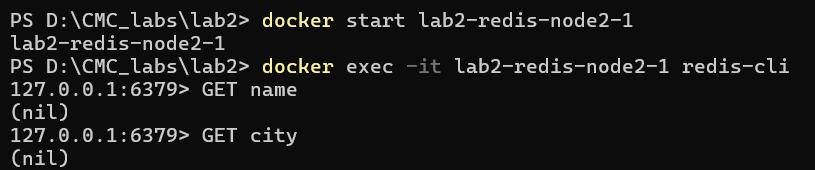 PS D:\CMC_labs\lab2> docker start lab2-redis-node2-1
lab2-redis-node2-1
PS D:\CMC_labs\lab2> docker exec -it lab2-redis-node2-1 redis-cli
127.0.0.1:6379> GET name
(nil)
127.0.0.1:6379> GET city
(nil)